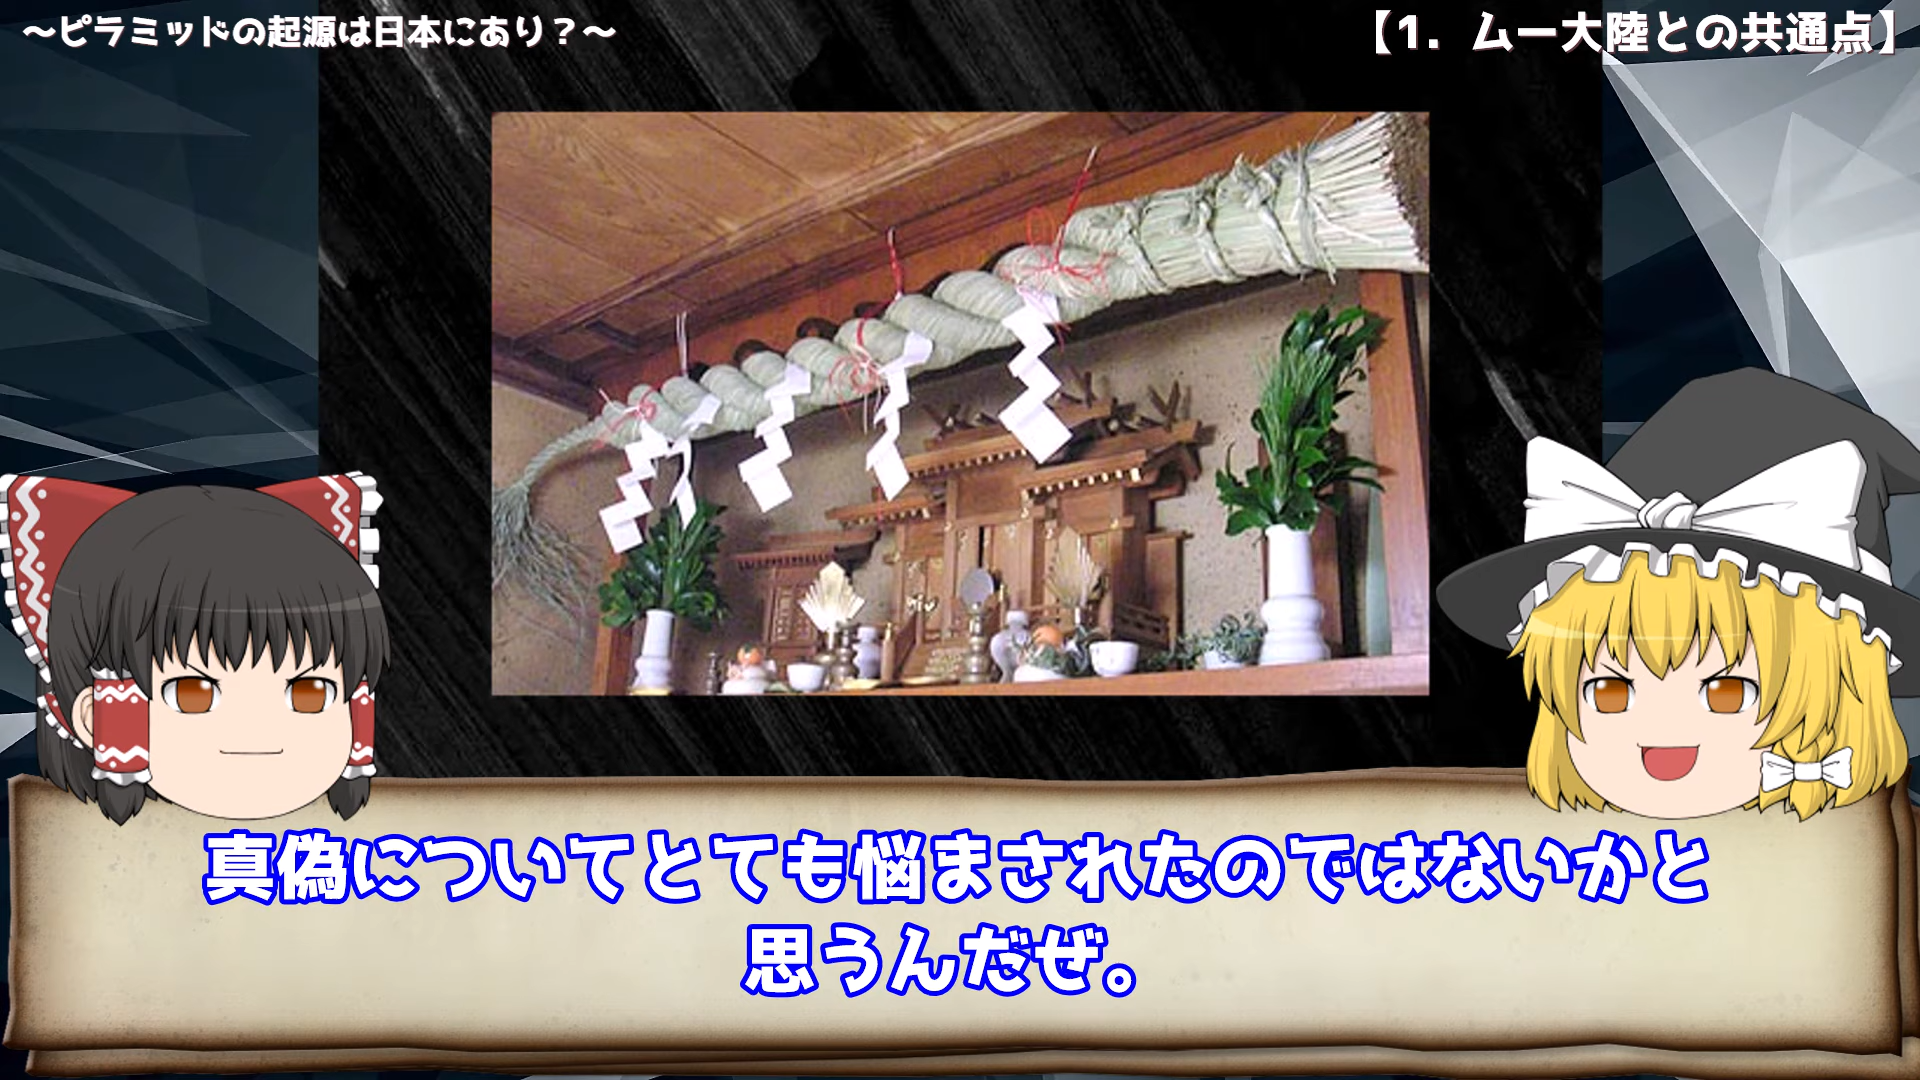 ～ピラミッドの起源は日本にあり？～
【1．ムー大陸との共通点】
真偽についてとても悩まされたのではないかと
思うんだぜ。